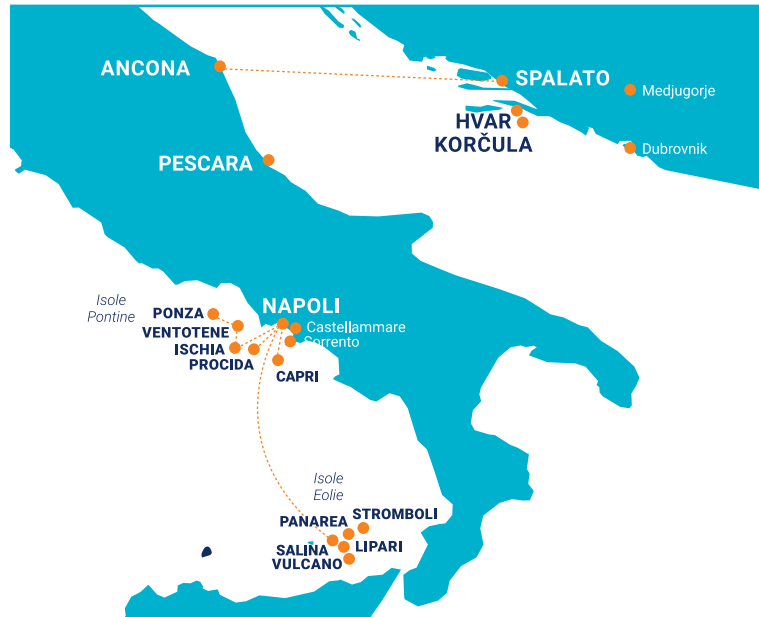 ANCONA
SPALATO
Medjugorje
HVAR
KORČULA
Dubrovnik
PESCARA
Isole
Pontine
PONZA
NAPOLI
VENTOTENE
Castellammare
Sorrento
ISCHIA
PROCIDA
CAPRI
Isole
Eolie
STROMBOLI
PANAREA
SALINA
LIPARI
VULCANO